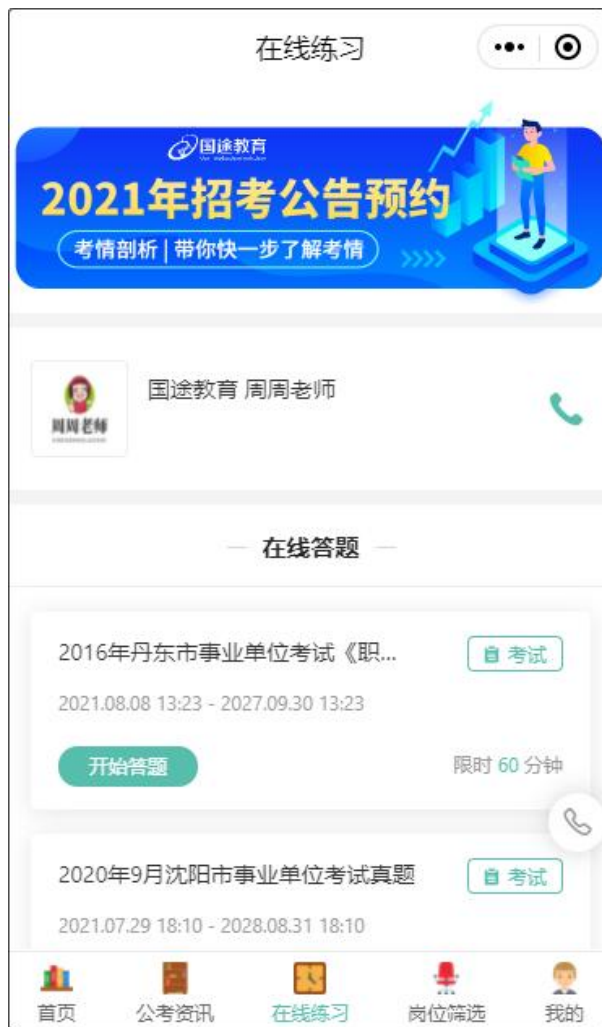 在线练习
国途教育
2021年招考公告预约
考情剖析 | 带你快一步了解考情
国途教育 周周老师
周周老师
在线答题
2016年丹东市事业单位考试《职...
考试
2021.08.08 13:23 - 2027.09.30 13:23
开始答题
限时 60 分钟
2020年9月沈阳市事业单位考试真题
考试
2021.07.29 18:10 - 2028.08.31 18:10
首页
公考资讯
在线练习
岗位筛选
我的